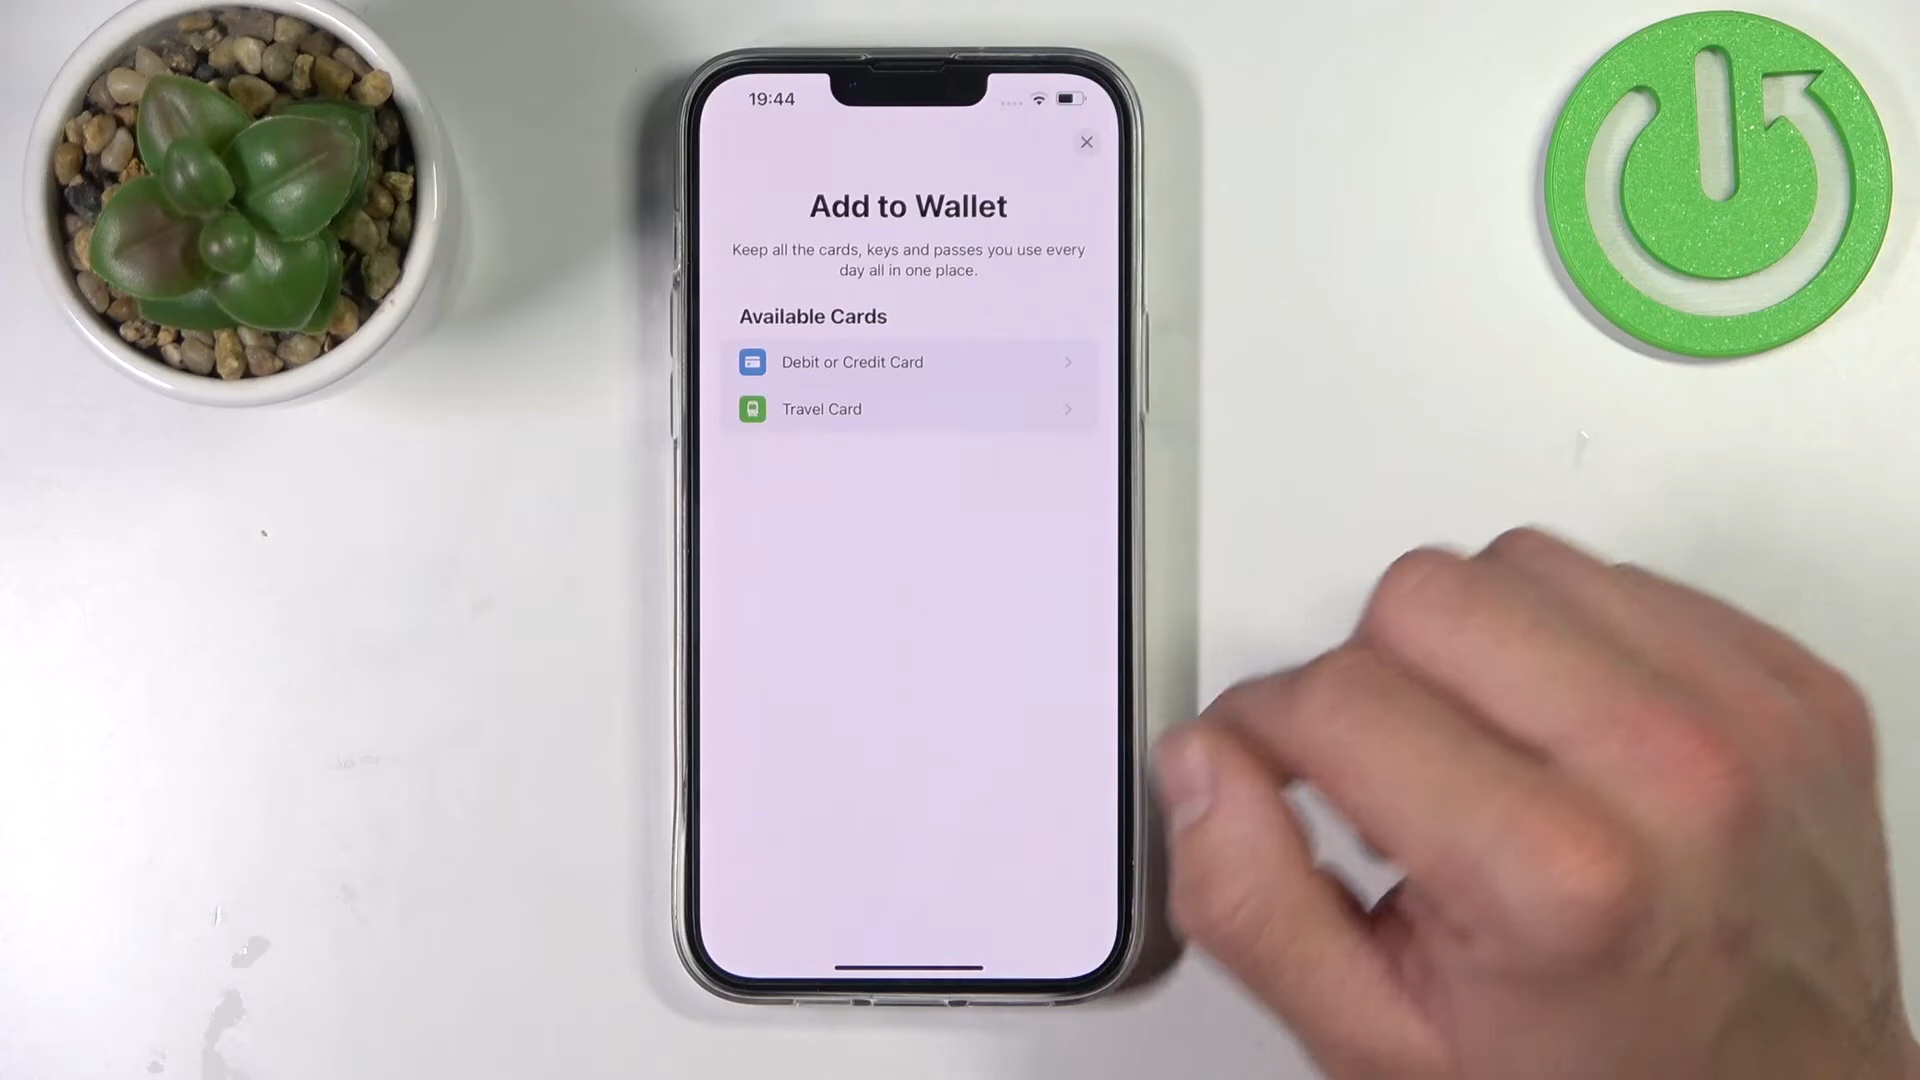 19:44
Add to Wallet
Keep all the cards, keys and passes you use every
day all in one place.
Available Cards
Debit or Credit Card
Travel Card